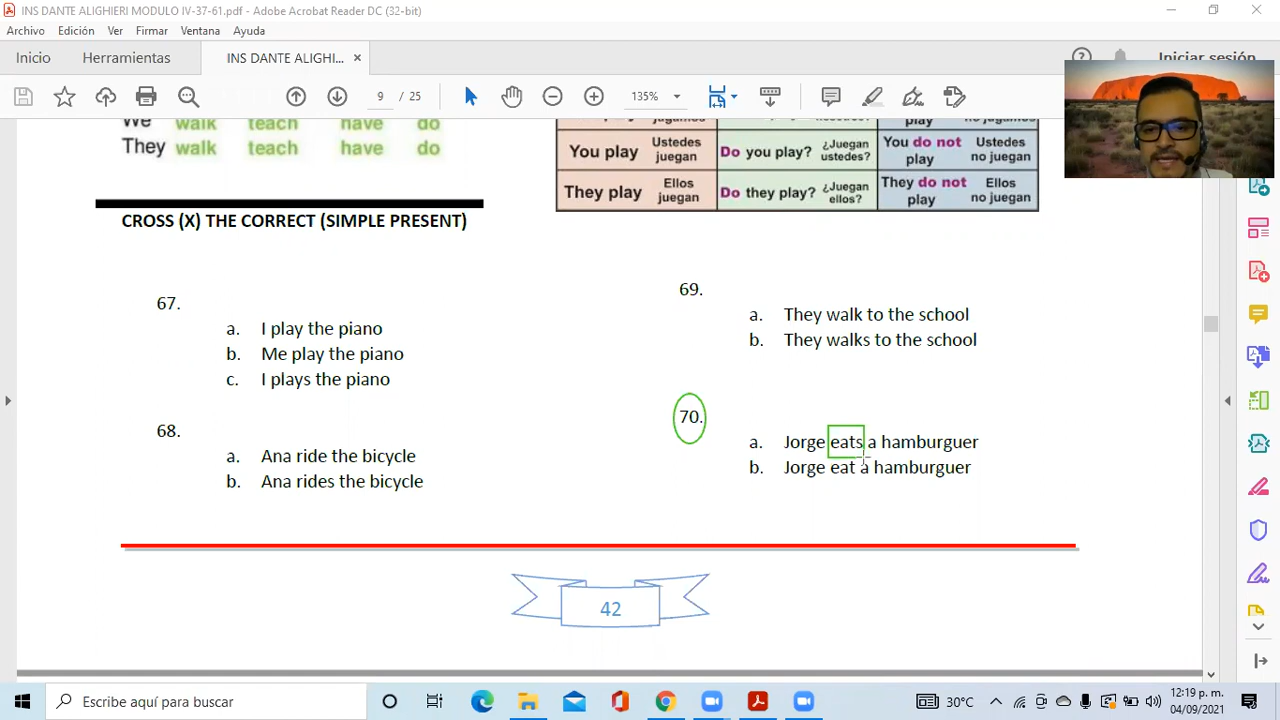 INS DANTE ALIGHIERI MODULO IV-37-61.pdf - Adobe Acrobat Reader DC (32-bit)
Archivo Edición Ver Firmar Ventana Ayuda
Inicio Herramientas INS DANTE ALIGHI... × Iniciar sesión
9 / 25 135%
We walk teach have do
They walk teach have do
play no jugamos
You play Ustedes juegan Do you play? ¿Juegan ustedes? You do not play Ustedes no juegan
They play Ellos juegan Do they play? ¿Juegan ellos? They do not play Ellos no juegan
CROSS (X) THE CORRECT (SIMPLE PRESENT)
67.
a. I play the piano
b. Me play the piano
c. I plays the piano
68.
a. Ana ride the bicycle
b. Ana rides the bicycle
69.
a. They walk to the school
b. They walks to the school
70.
a. Jorge eats a hamburguer
b. Jorge eat a hamburguer
42
Escribe aquí para buscar
30°C
12:19 p. m.
04/09/2021